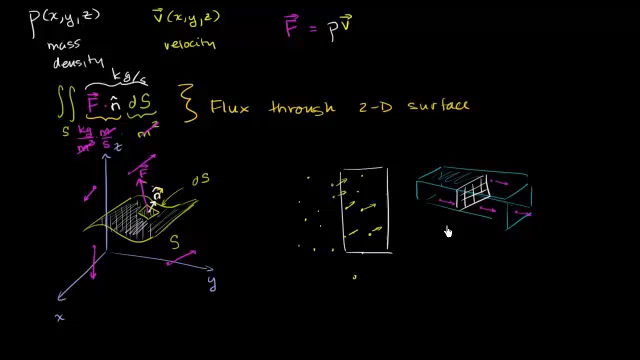 ρ(x,y,z) v⃗(x,y,z) F⃗ = ρv⃗
mass density velocity
kg/s
∬ F⃗ · n̂ dS } Flux through 2-D surface
S kg/m³ m/s m²
z
F⃗
n̂
dS
S
y
x